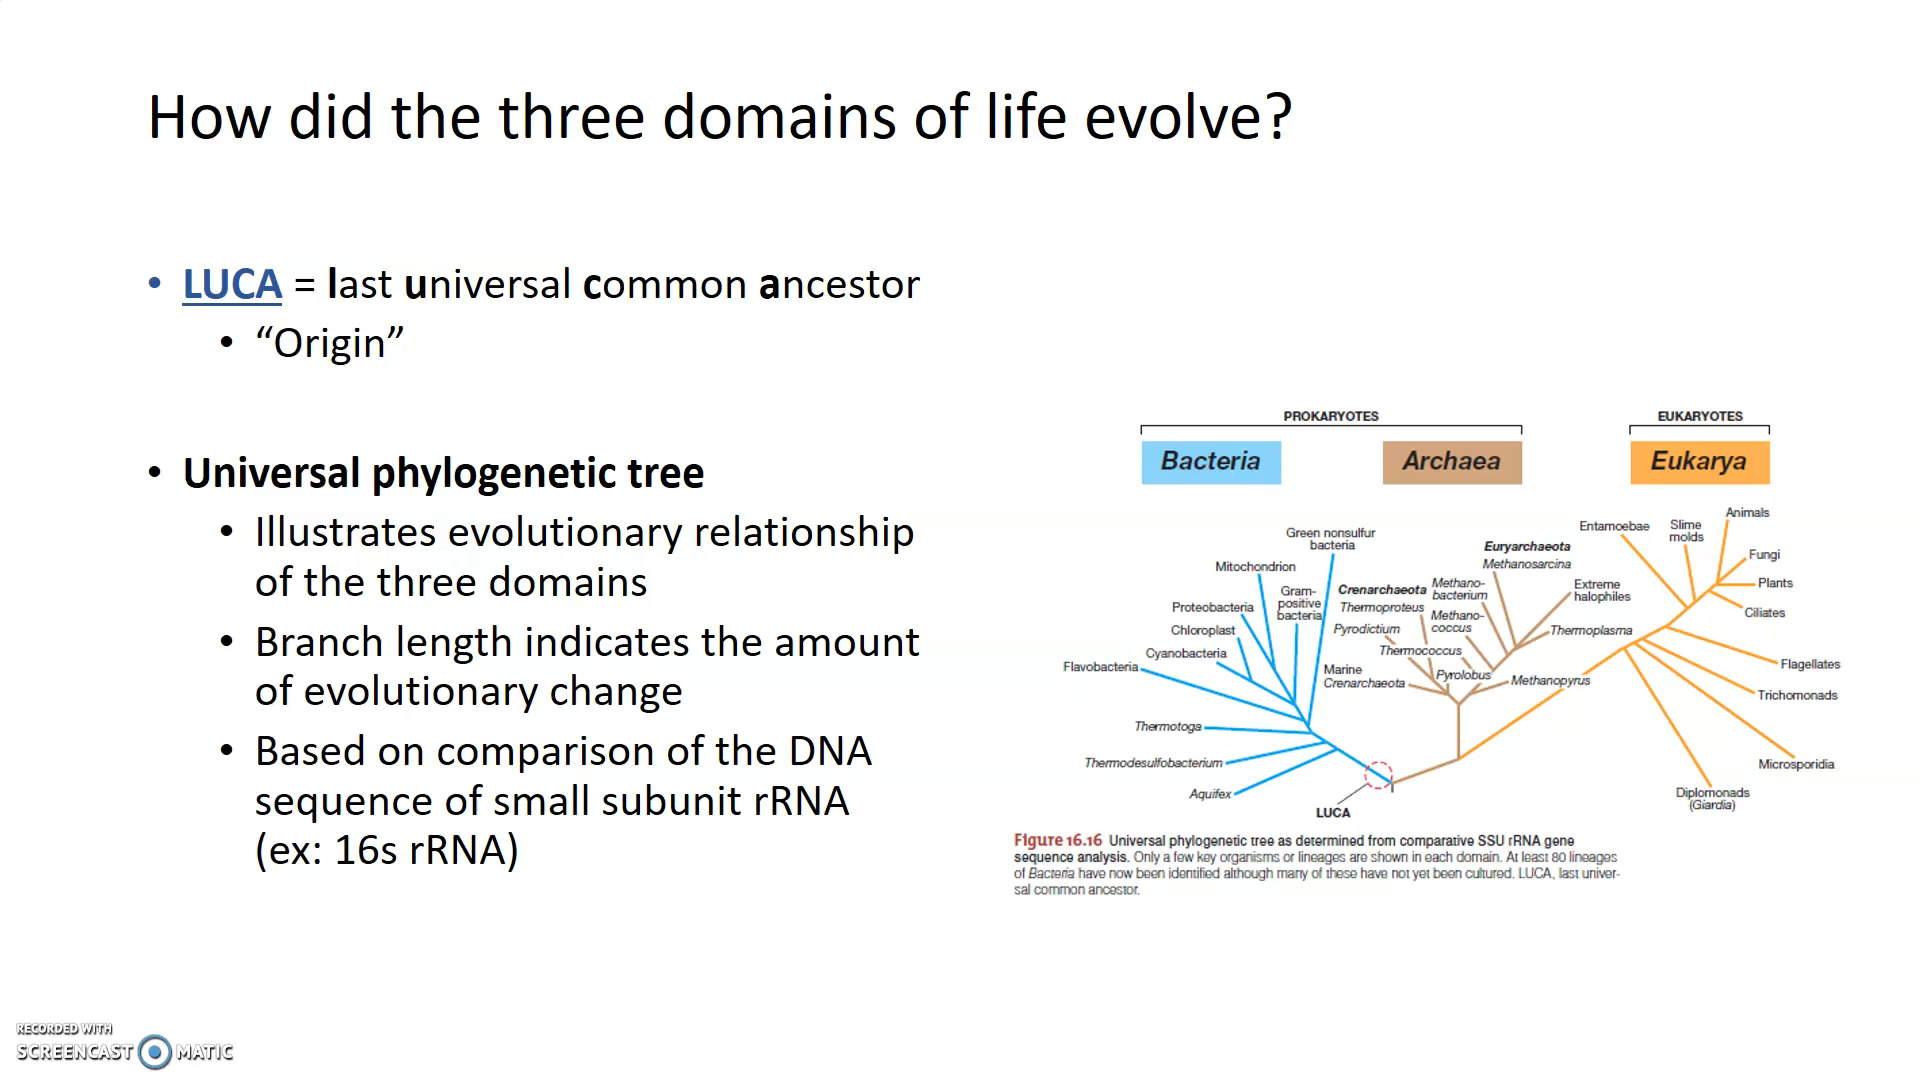 How did the three domains of life evolve?
• LUCA = last universal common ancestor
• “Origin”
• Universal phylogenetic tree
• Illustrates evolutionary relationship
of the three domains
• Branch length indicates the amount
of evolutionary change
• Based on comparison of the DNA
sequence of small subunit rRNA
(ex: 16s rRNA)
PROKARYOTES
EUKARYOTES
Bacteria
Archaea
Eukarya
Green nonsulfur
bacteria
Mitochondrion
Gram-
positive
bacteria
Proteobacteria
Chloroplast
Cyanobacteria
Flavobacteria
Thermotoga
Thermodesulfobacterium
Aquifex
Crenarchaeota
Thermoproteus
Pyrodictium
Thermococcus
Marine
Crenarchaeota
Pyrolobus
Methano-
bacterium
Methano-
coccus
Euryarchaeota
Methanosarcina
Extreme
halophiles
Thermoplasma
Methanopyrus
Entamoebae
Slime
molds
Animals
Fungi
Plants
Ciliates
Flagellates
Trichomonads
Microsporidia
Diplomonads
(Giardia)
LUCA
Figure 16.16 Universal phylogenetic tree as determined from comparative SSU rRNA gene
sequence analysis. Only a few key organisms or lineages are shown in each domain. At least 80 lineages
of Bacteria have now been identified although many of these have not yet been cultured. LUCA, last univer-
sal common ancestor.
RECORDED WITH
SCREENCAST MATIC